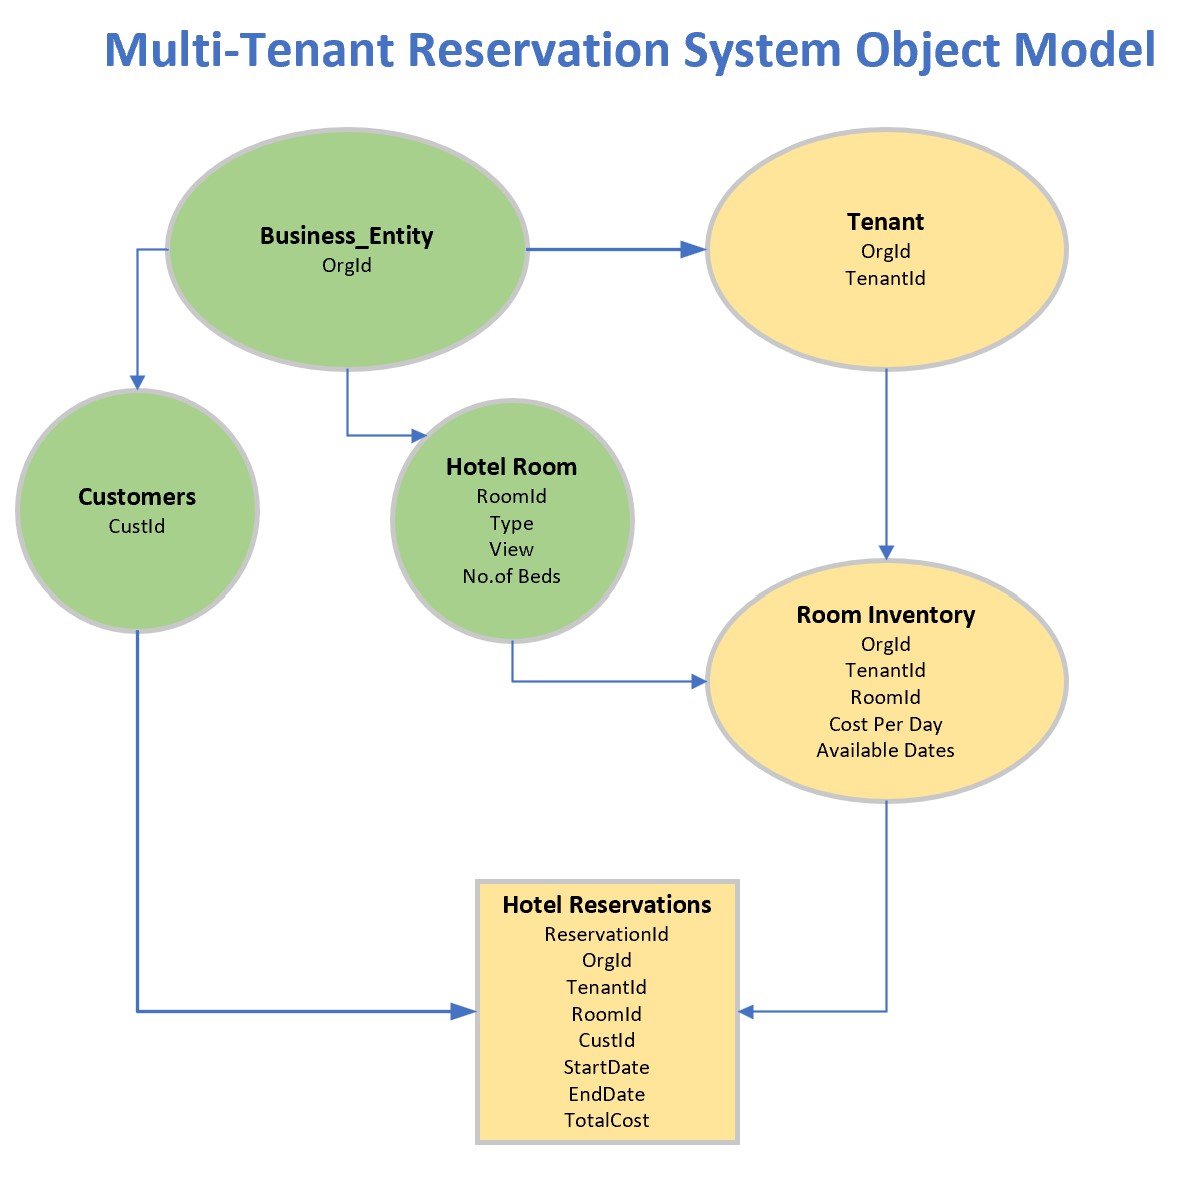 Multi-Tenant Reservation System Object Model
Business_Entity
OrgId
Tenant
OrgId
TenantId
Customers
CustId
Hotel Room
RoomId
Type
View
No.of Beds
Room Inventory
OrgId
TenantId
RoomId
Cost Per Day
Available Dates
Hotel Reservations
ReservationId
OrgId
TenantId
RoomId
CustId
StartDate
EndDate
TotalCost